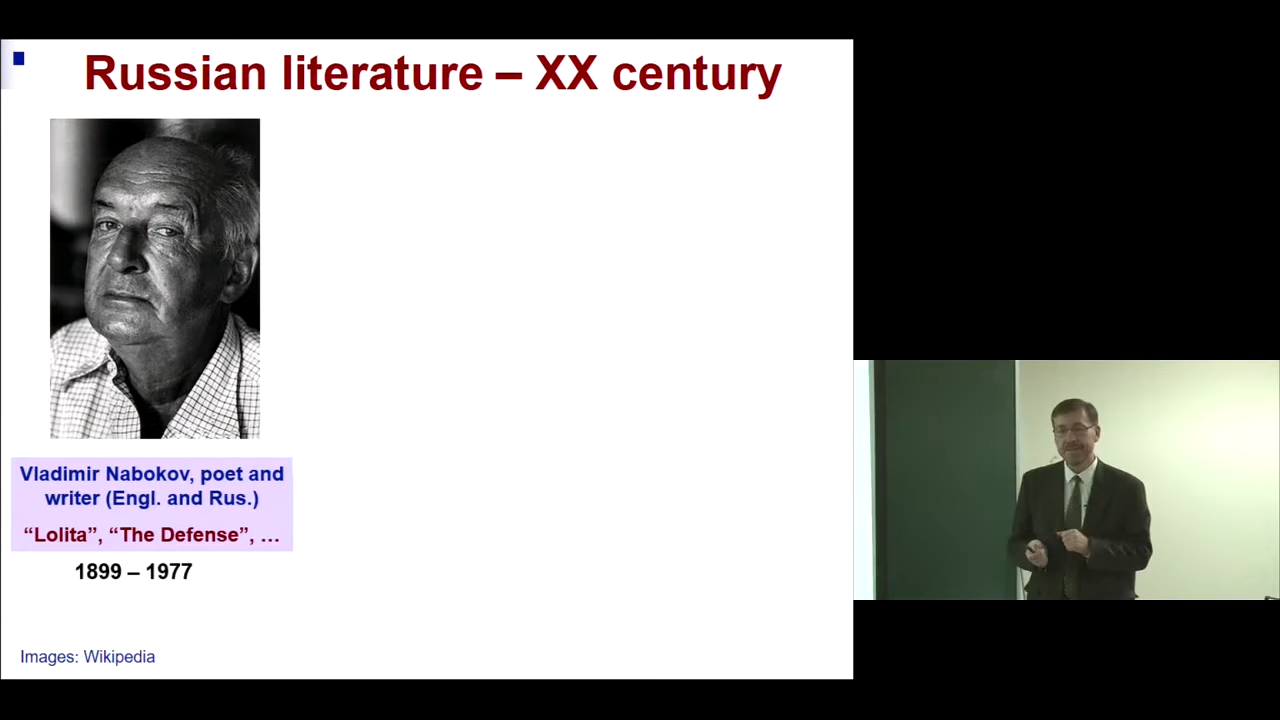 Russian literature – XX century
Vladimir Nabokov, poet and
writer (Engl. and Rus.)
“Lolita”, “The Defense”, …
1899 – 1977
Images: Wikipedia